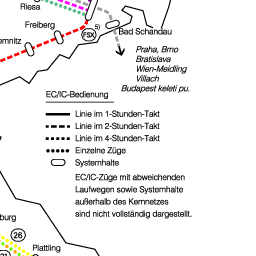 Riesa
Freiberg
5)
FSX
Bad Schandau
emnitz
Praha, Brno
Bratislava
Wien-Meidling
Villach
Budapest keleti pu.
EC/IC-Bedienung
Linie im 1-Stunden-Takt
Linie im 2-Stunden-Takt
Linie im 4-Stunden-Takt
Einzelne Züge
Systemhalte
EC/IC-Züge mit abweichenden
Laufwegen sowie Systemhalte
außerhalb des Kernnetzes
sind nicht vollständig dargestellt.
burg
26
Plattling